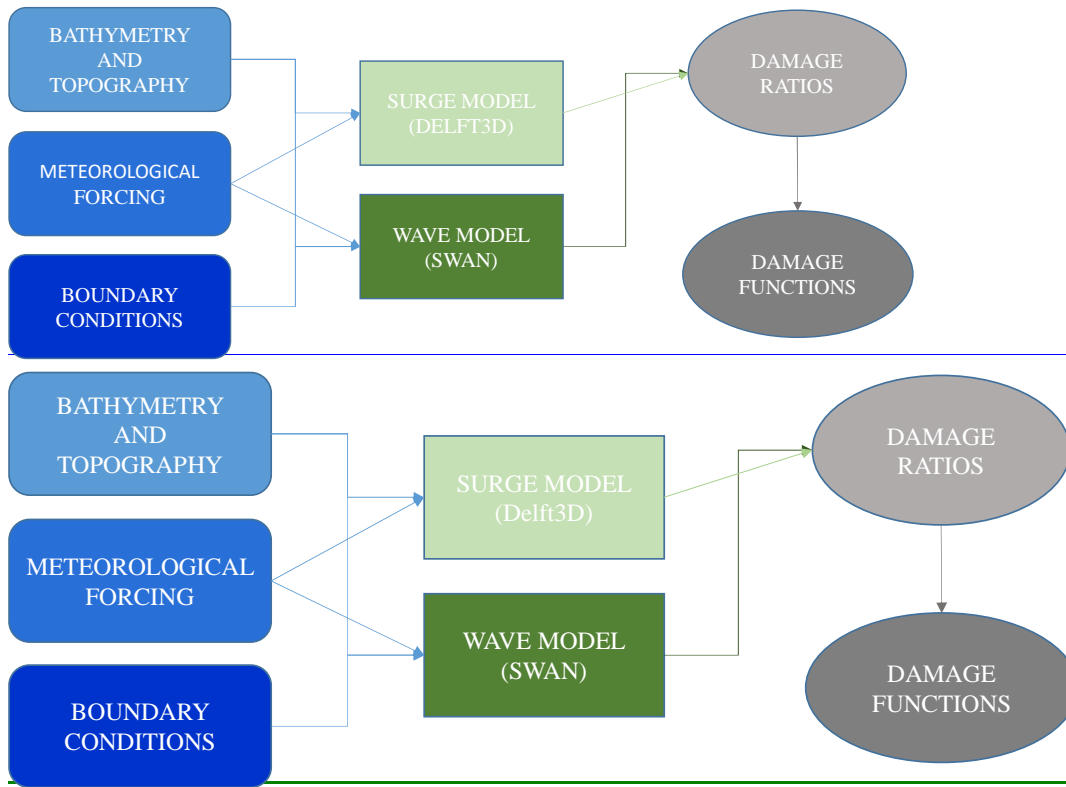 BATHYMETRY
AND
TOPOGRAPHY
METEOROLOGICAL
FORCING
BOUNDARY
CONDITIONS
SURGE MODEL
(DELFT3D)
WAVE MODEL
(SWAN)
DAMAGE
RATIOS
DAMAGE
FUNCTIONS
BATHYMETRY
AND
TOPOGRAPHY
METEOROLOGICAL
FORCING
BOUNDARY
CONDITIONS
SURGE MODEL
(Delft3D)
WAVE MODEL
(SWAN)
DAMAGE
RATIOS
DAMAGE
FUNCTIONS